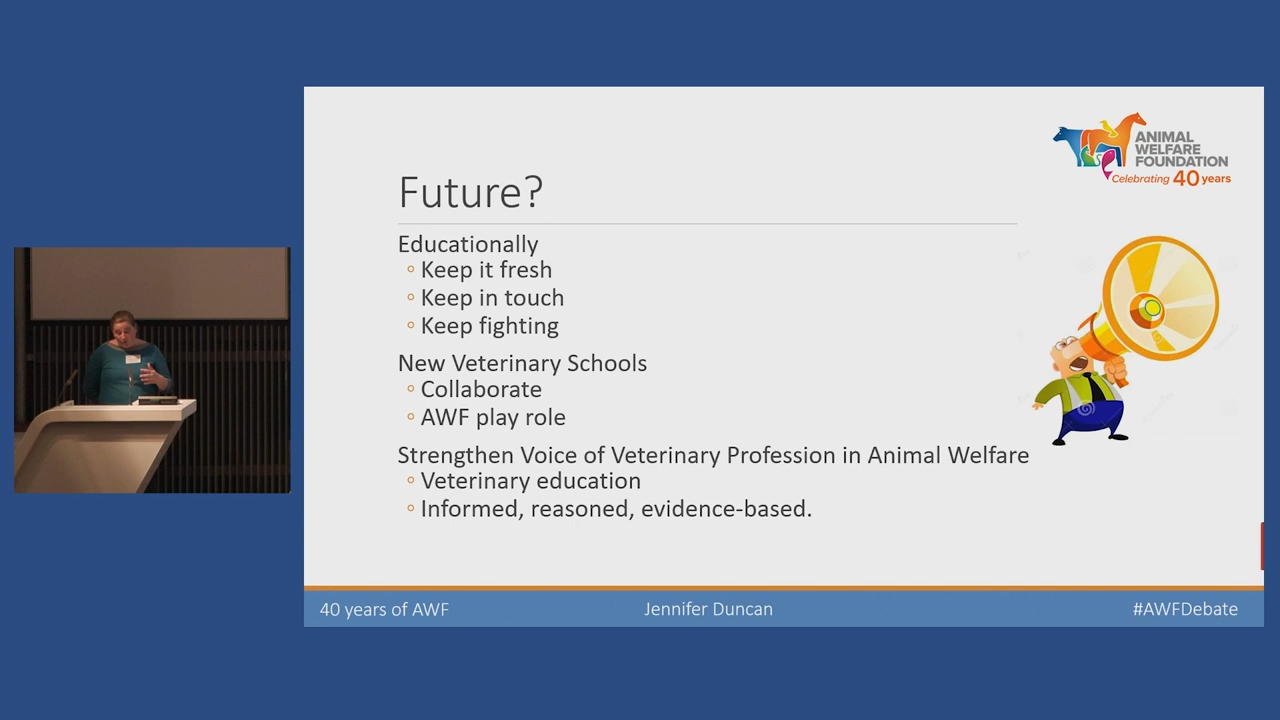 ANIMAL
WELFARE
FOUNDATION
Celebrating 40 years
Future?
Educationally
Keep it fresh
Keep in touch
Keep fighting
New Veterinary Schools
Collaborate
AWF play role
Strengthen Voice of Veterinary Profession in Animal Welfare
Veterinary education
Informed, reasoned, evidence-based.
40 years of AWF
Jennifer Duncan
#AWFDebate